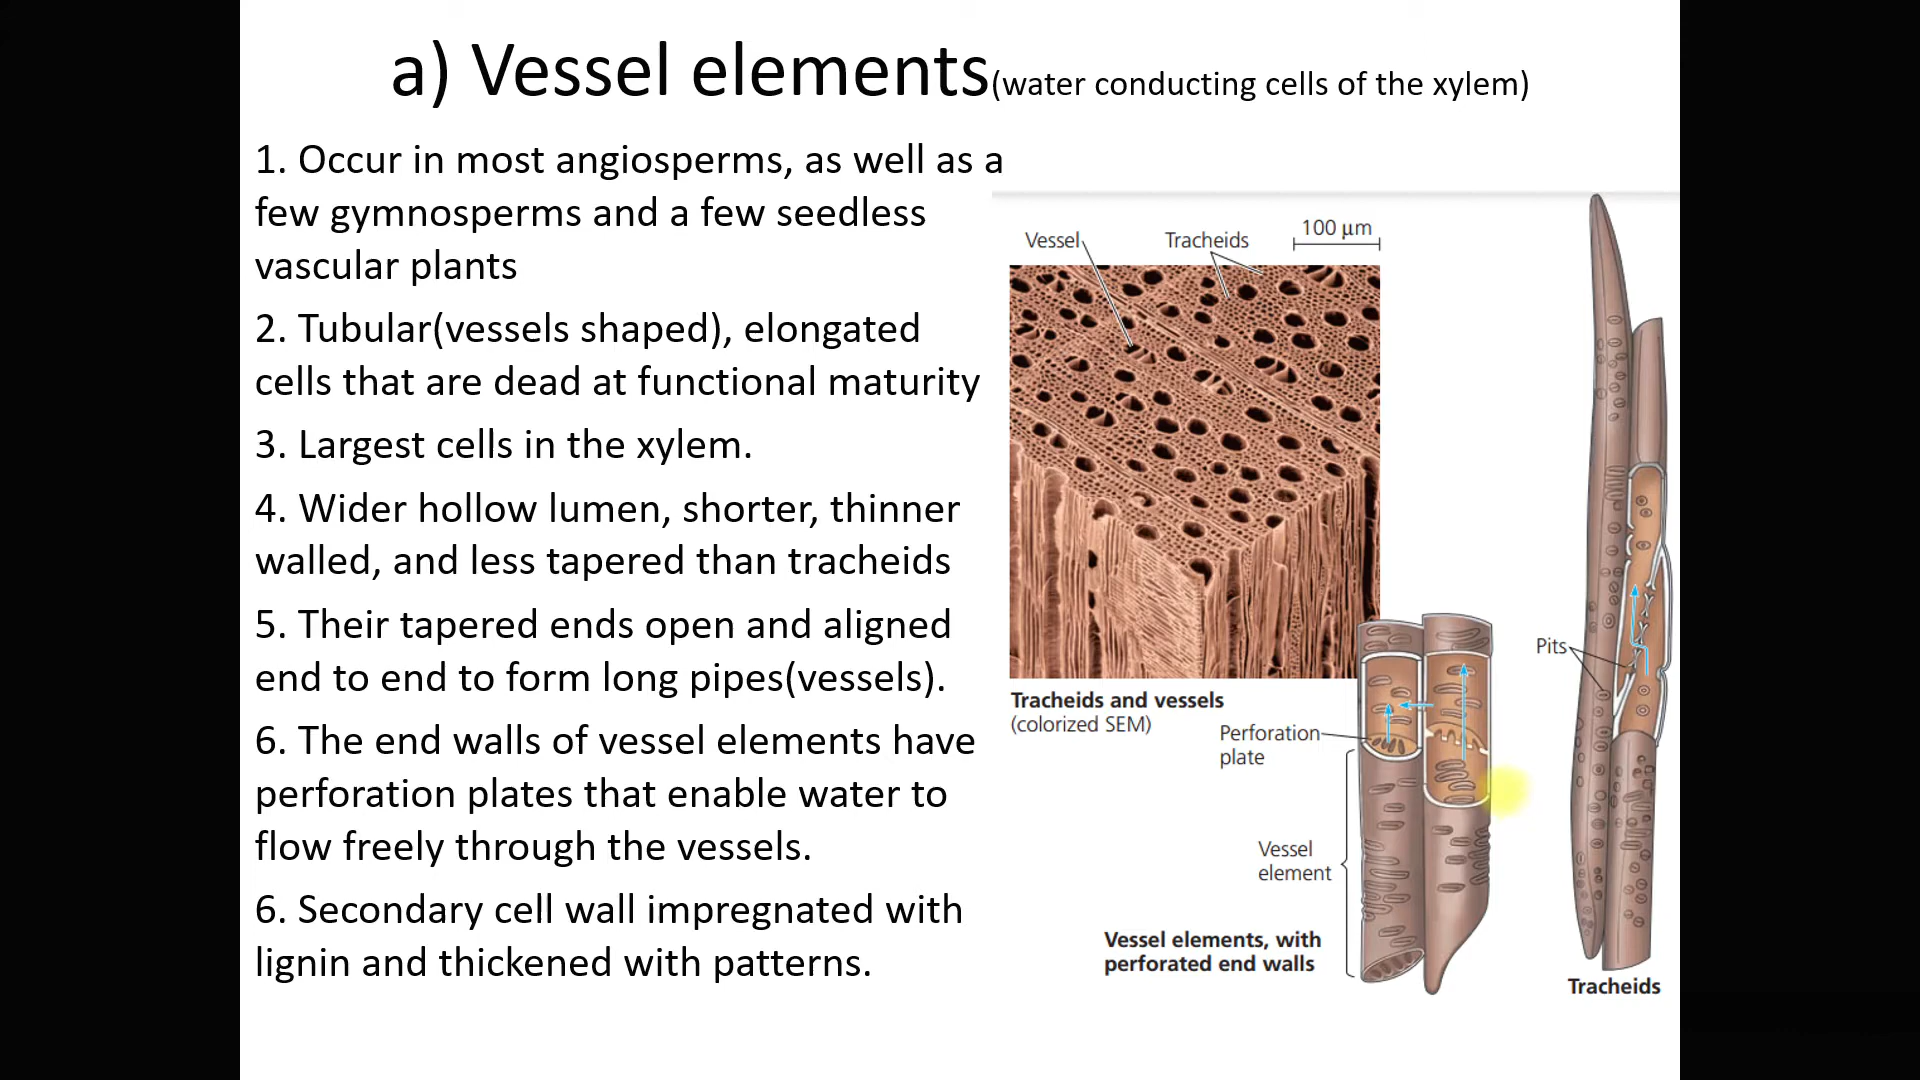 a) Vessel elements(water conducting cells of the xylem)
1. Occur in most angiosperms, as well as a
few gymnosperms and a few seedless
vascular plants
2. Tubular(vessels shaped), elongated
cells that are dead at functional maturity
3. Largest cells in the xylem.
4. Wider hollow lumen, shorter, thinner
walled, and less tapered than tracheids
5. Their tapered ends open and aligned
end to end to form long pipes(vessels).
6. The end walls of vessel elements have
perforation plates that enable water to
flow freely through the vessels.
6. Secondary cell wall impregnated with
lignin and thickened with patterns.
Vessel
Tracheids
100 μm
Tracheids and vessels
(colorized SEM)
Perforation
plate
Vessel
element
Vessel elements, with
perforated end walls
Pits
Tracheids